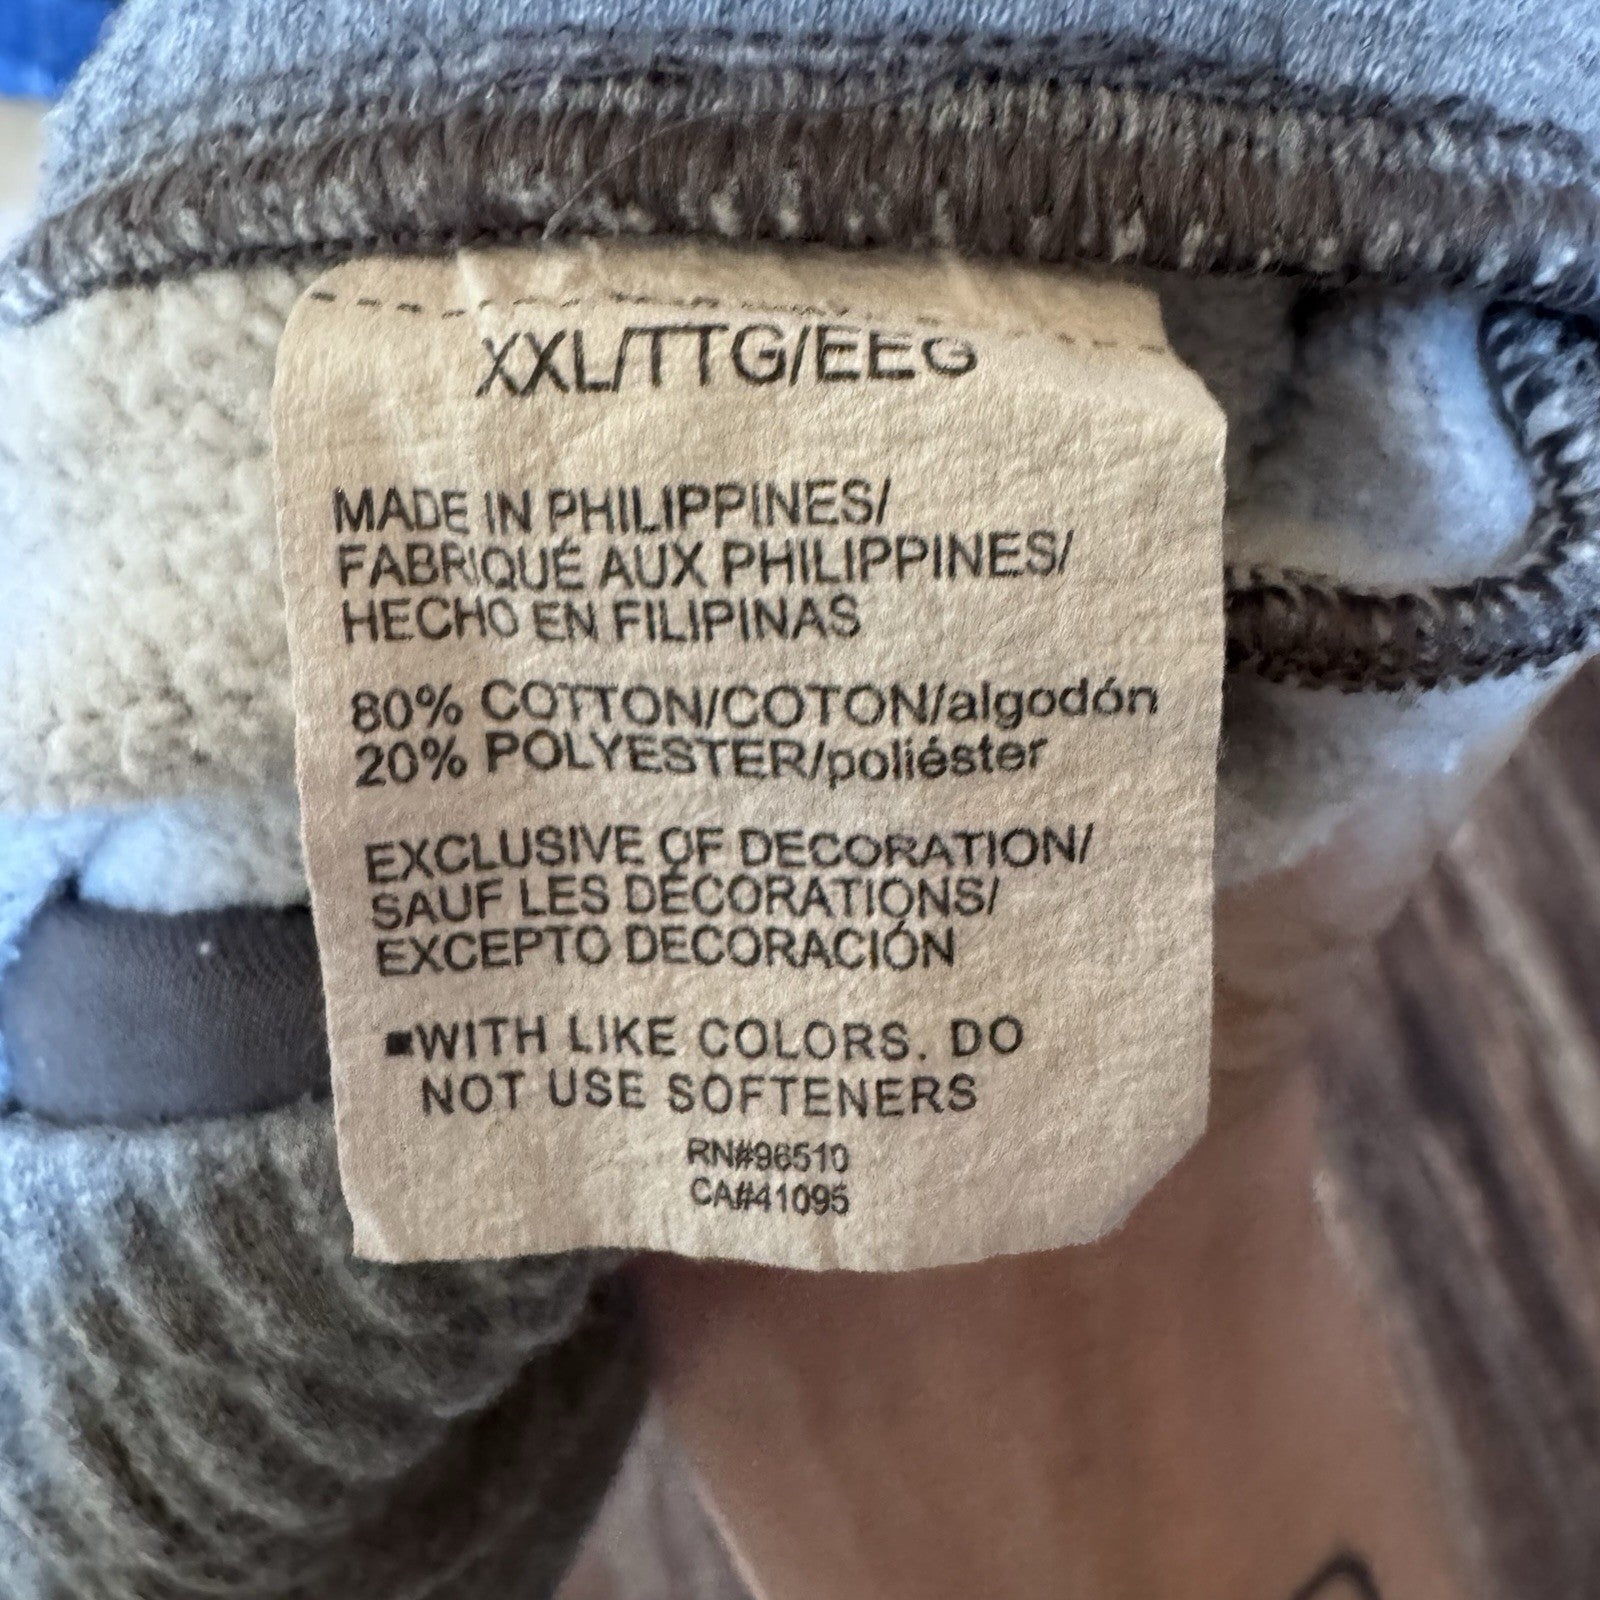 XXL/TTG/EEG
MADE IN PHILIPPINES/
FABRIQUÉ AUX PHILIPPINES/
HECHO EN FILIPINAS
80% COTTON/COTON/algodón
20% POLYESTER/poliéster
EXCLUSIVE OF DECORATION/
SAUF LES DÉCORATIONS/
EXCEPTO DECORACIÓN
■WITH LIKE COLORS. DO
NOT USE SOFTENERS
RN#96510
CA#41095